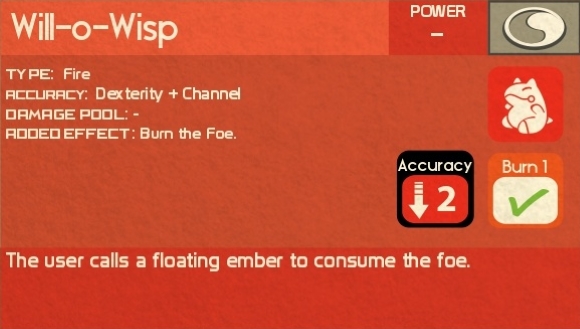 Will-o-Wisp
POWER
–
TYPE: Fire
ACCURACY: Dexterity + Channel
DAMAGE POOL: -
ADDED EFFECT: Burn the Foe.
Accuracy
2
Burn 1
The user calls a floating ember to consume the foe.